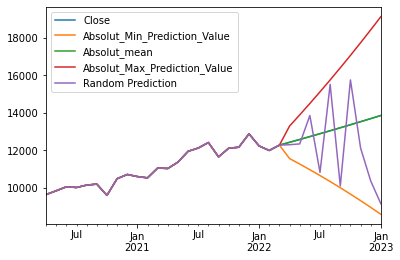 Close
Absolut_Min_Prediction_Value
Absolut_mean
Absolut_Max_Prediction_Value
Random Prediction
18000
16000
14000
12000
10000
Jul
Jan
2021
Jul
Jan
2022
Jul
Jan
2023